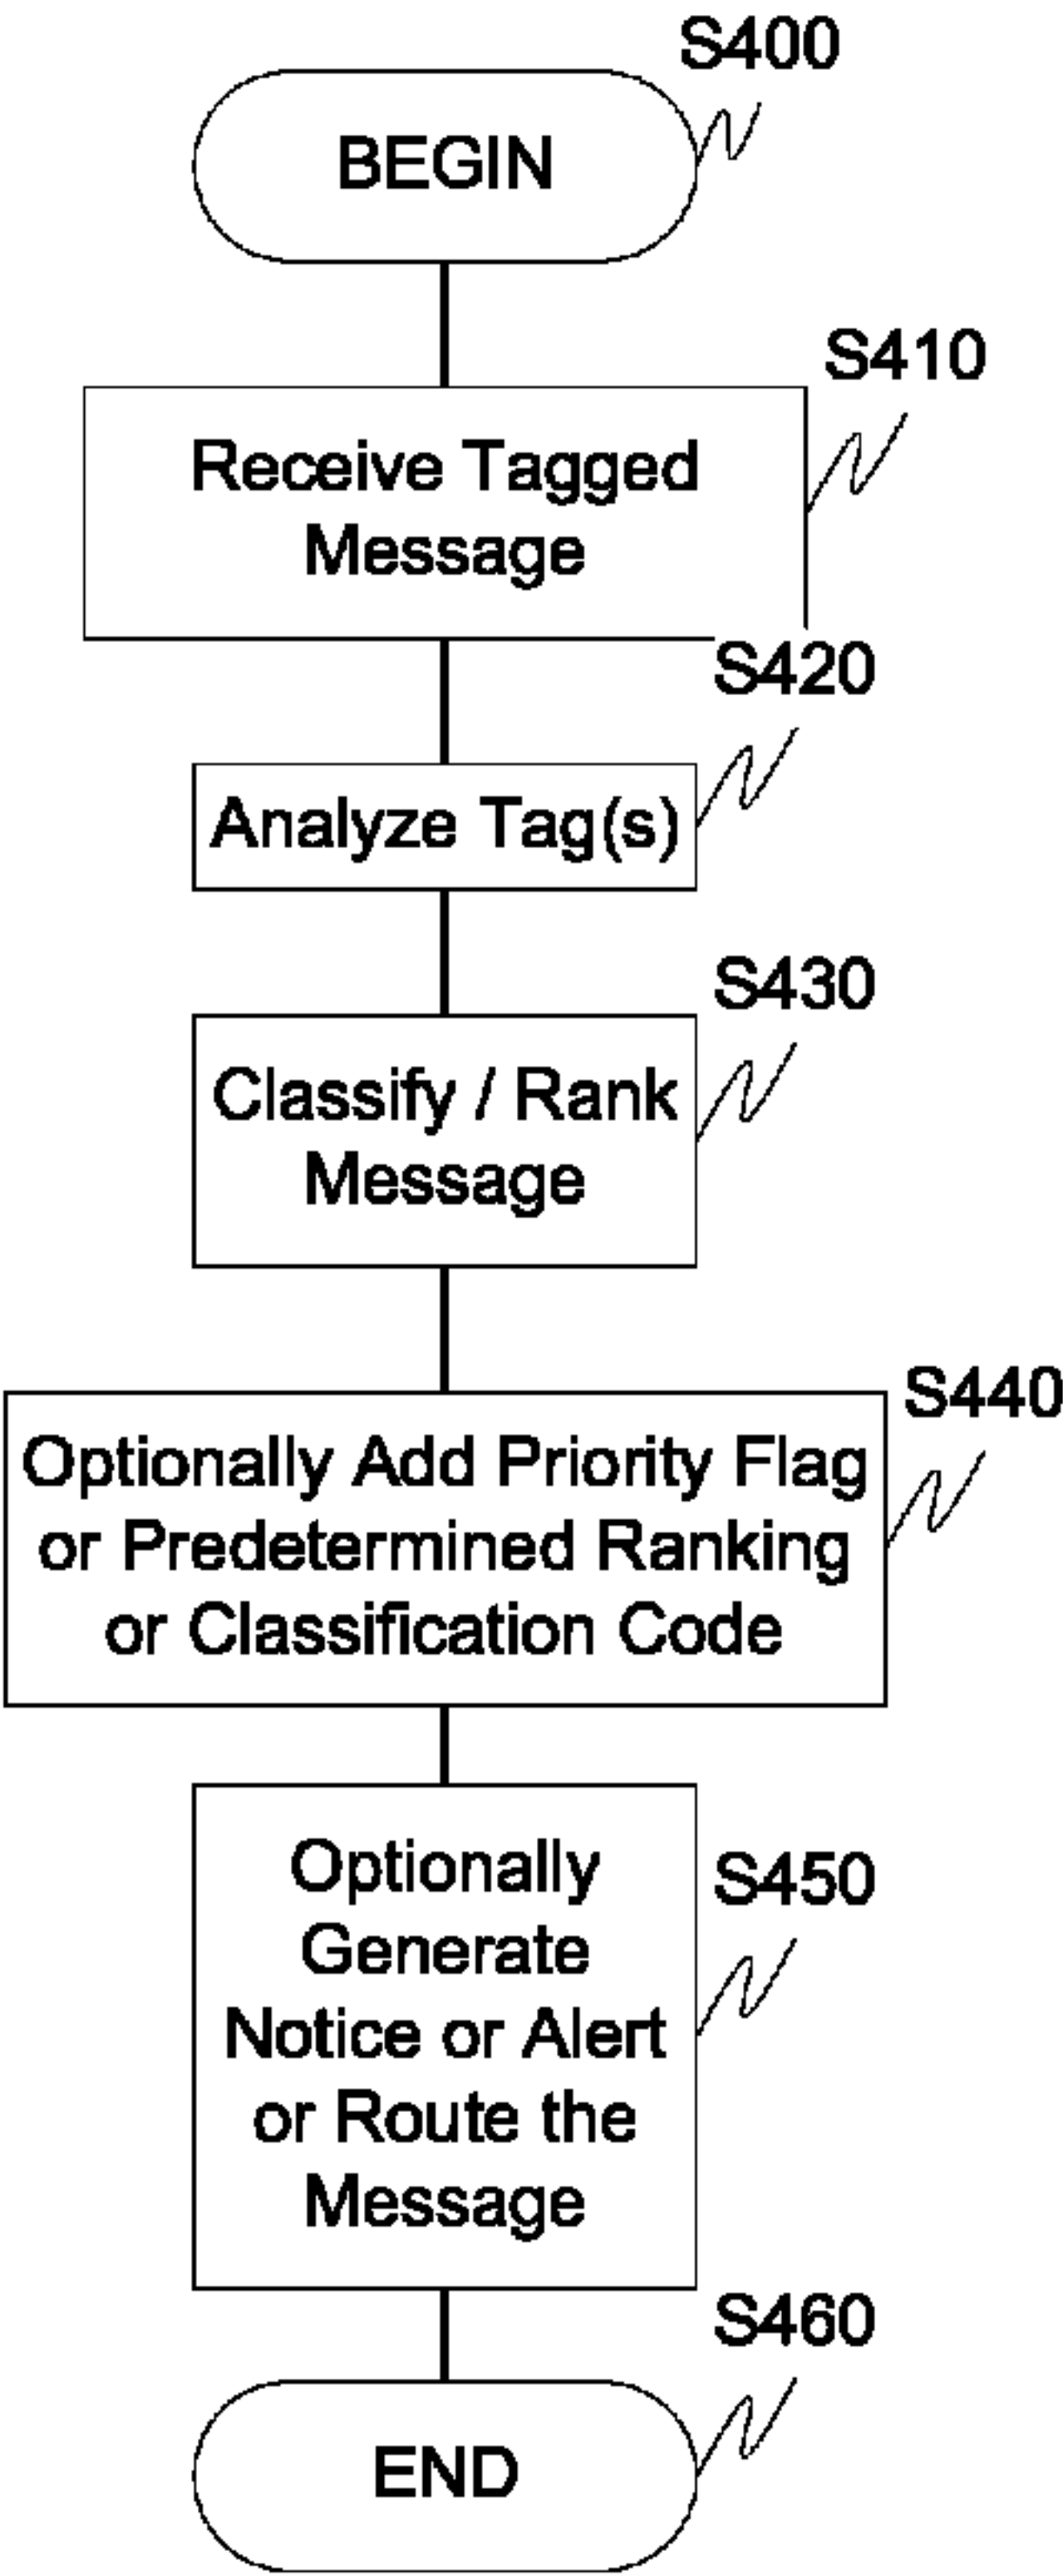 S400
BEGIN
S410
Receive Tagged
Message
S420
Analyze Tag(s)
S430
Classify / Rank
Message
S440
Optionally Add Priority Flag
or Predetermined Ranking
or Classification Code
S450
Optionally
Generate
Notice or Alert
or Route the
Message
S460
END